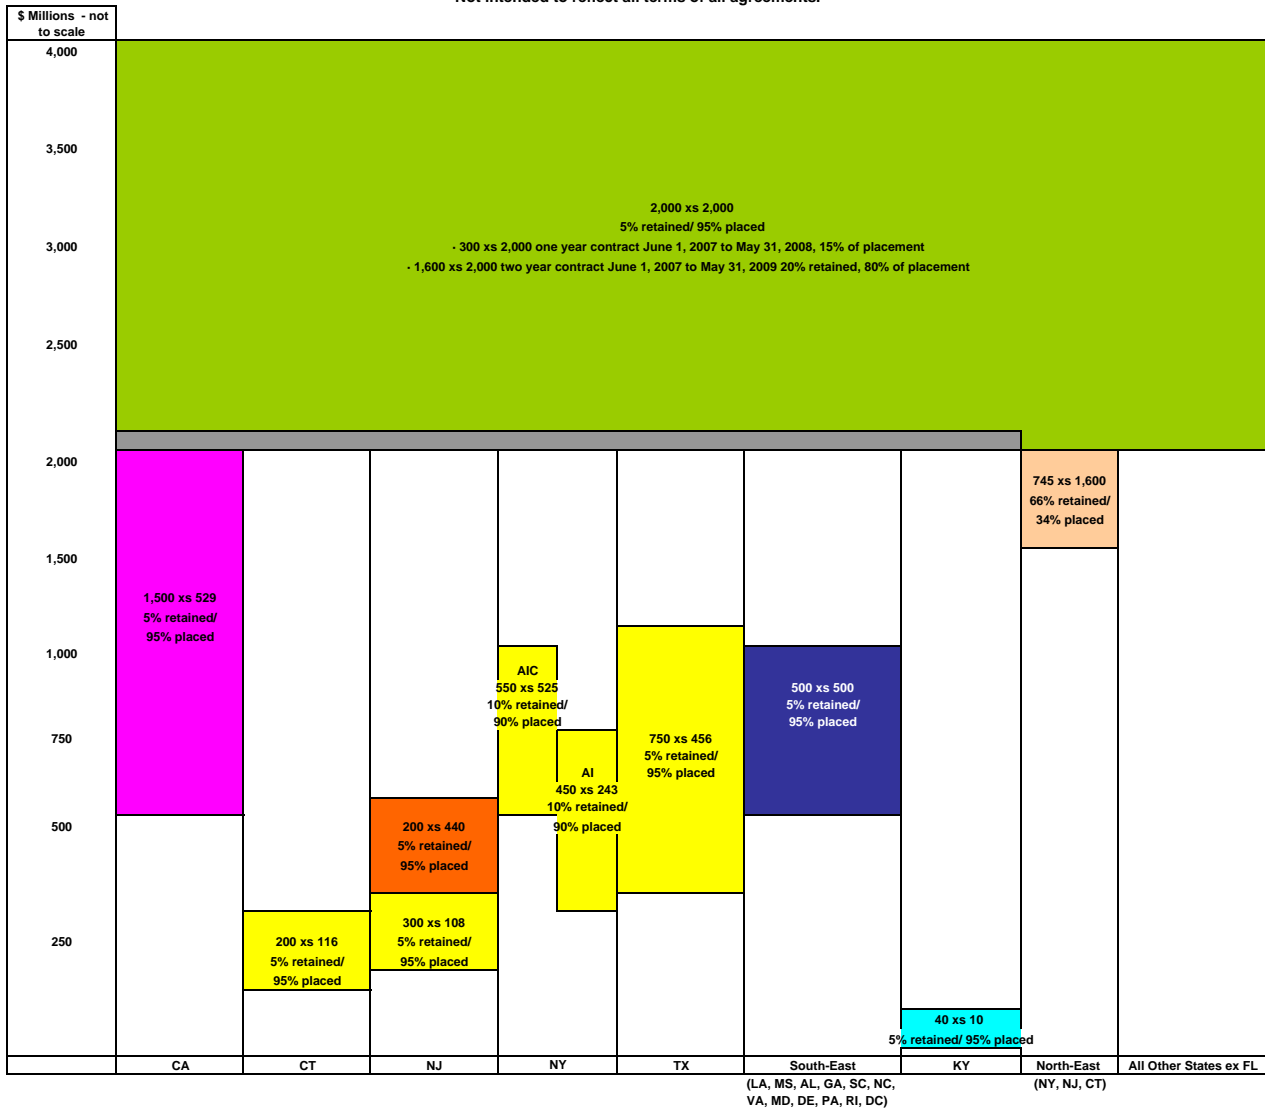 Not intended to reflect all terms of all agreements.
$ Millions - not
to scale
4,000
3,500
3,000
2,500
2,000
1,500
1,000
750
500
250
2,000 xs 2,000
5% retained/ 95% placed
· 300 xs 2,000 one year contract June 1, 2007 to May 31, 2008, 15% of placement
· 1,600 xs 2,000 two year contract June 1, 2007 to May 31, 2009 20% retained, 80% of placement
745 xs 1,600
66% retained/
34% placed
1,500 xs 529
5% retained/
95% placed
AIC
550 xs 525
10% retained/
90% placed
500 xs 500
5% retained/
95% placed
750 xs 456
5% retained/
95% placed
AI
450 xs 243
10% retained/
90% placed
200 xs 440
5% retained/
95% placed
300 xs 108
5% retained/
95% placed
200 xs 116
5% retained/
95% placed
40 xs 10
5% retained/ 95% placed
CA
CT
NJ
NY
TX
South-East
KY
North-East
All Other States ex FL
(LA, MS, AL, GA, SC, NC,
VA, MD, DE, PA, RI, DC)
(NY, NJ, CT)